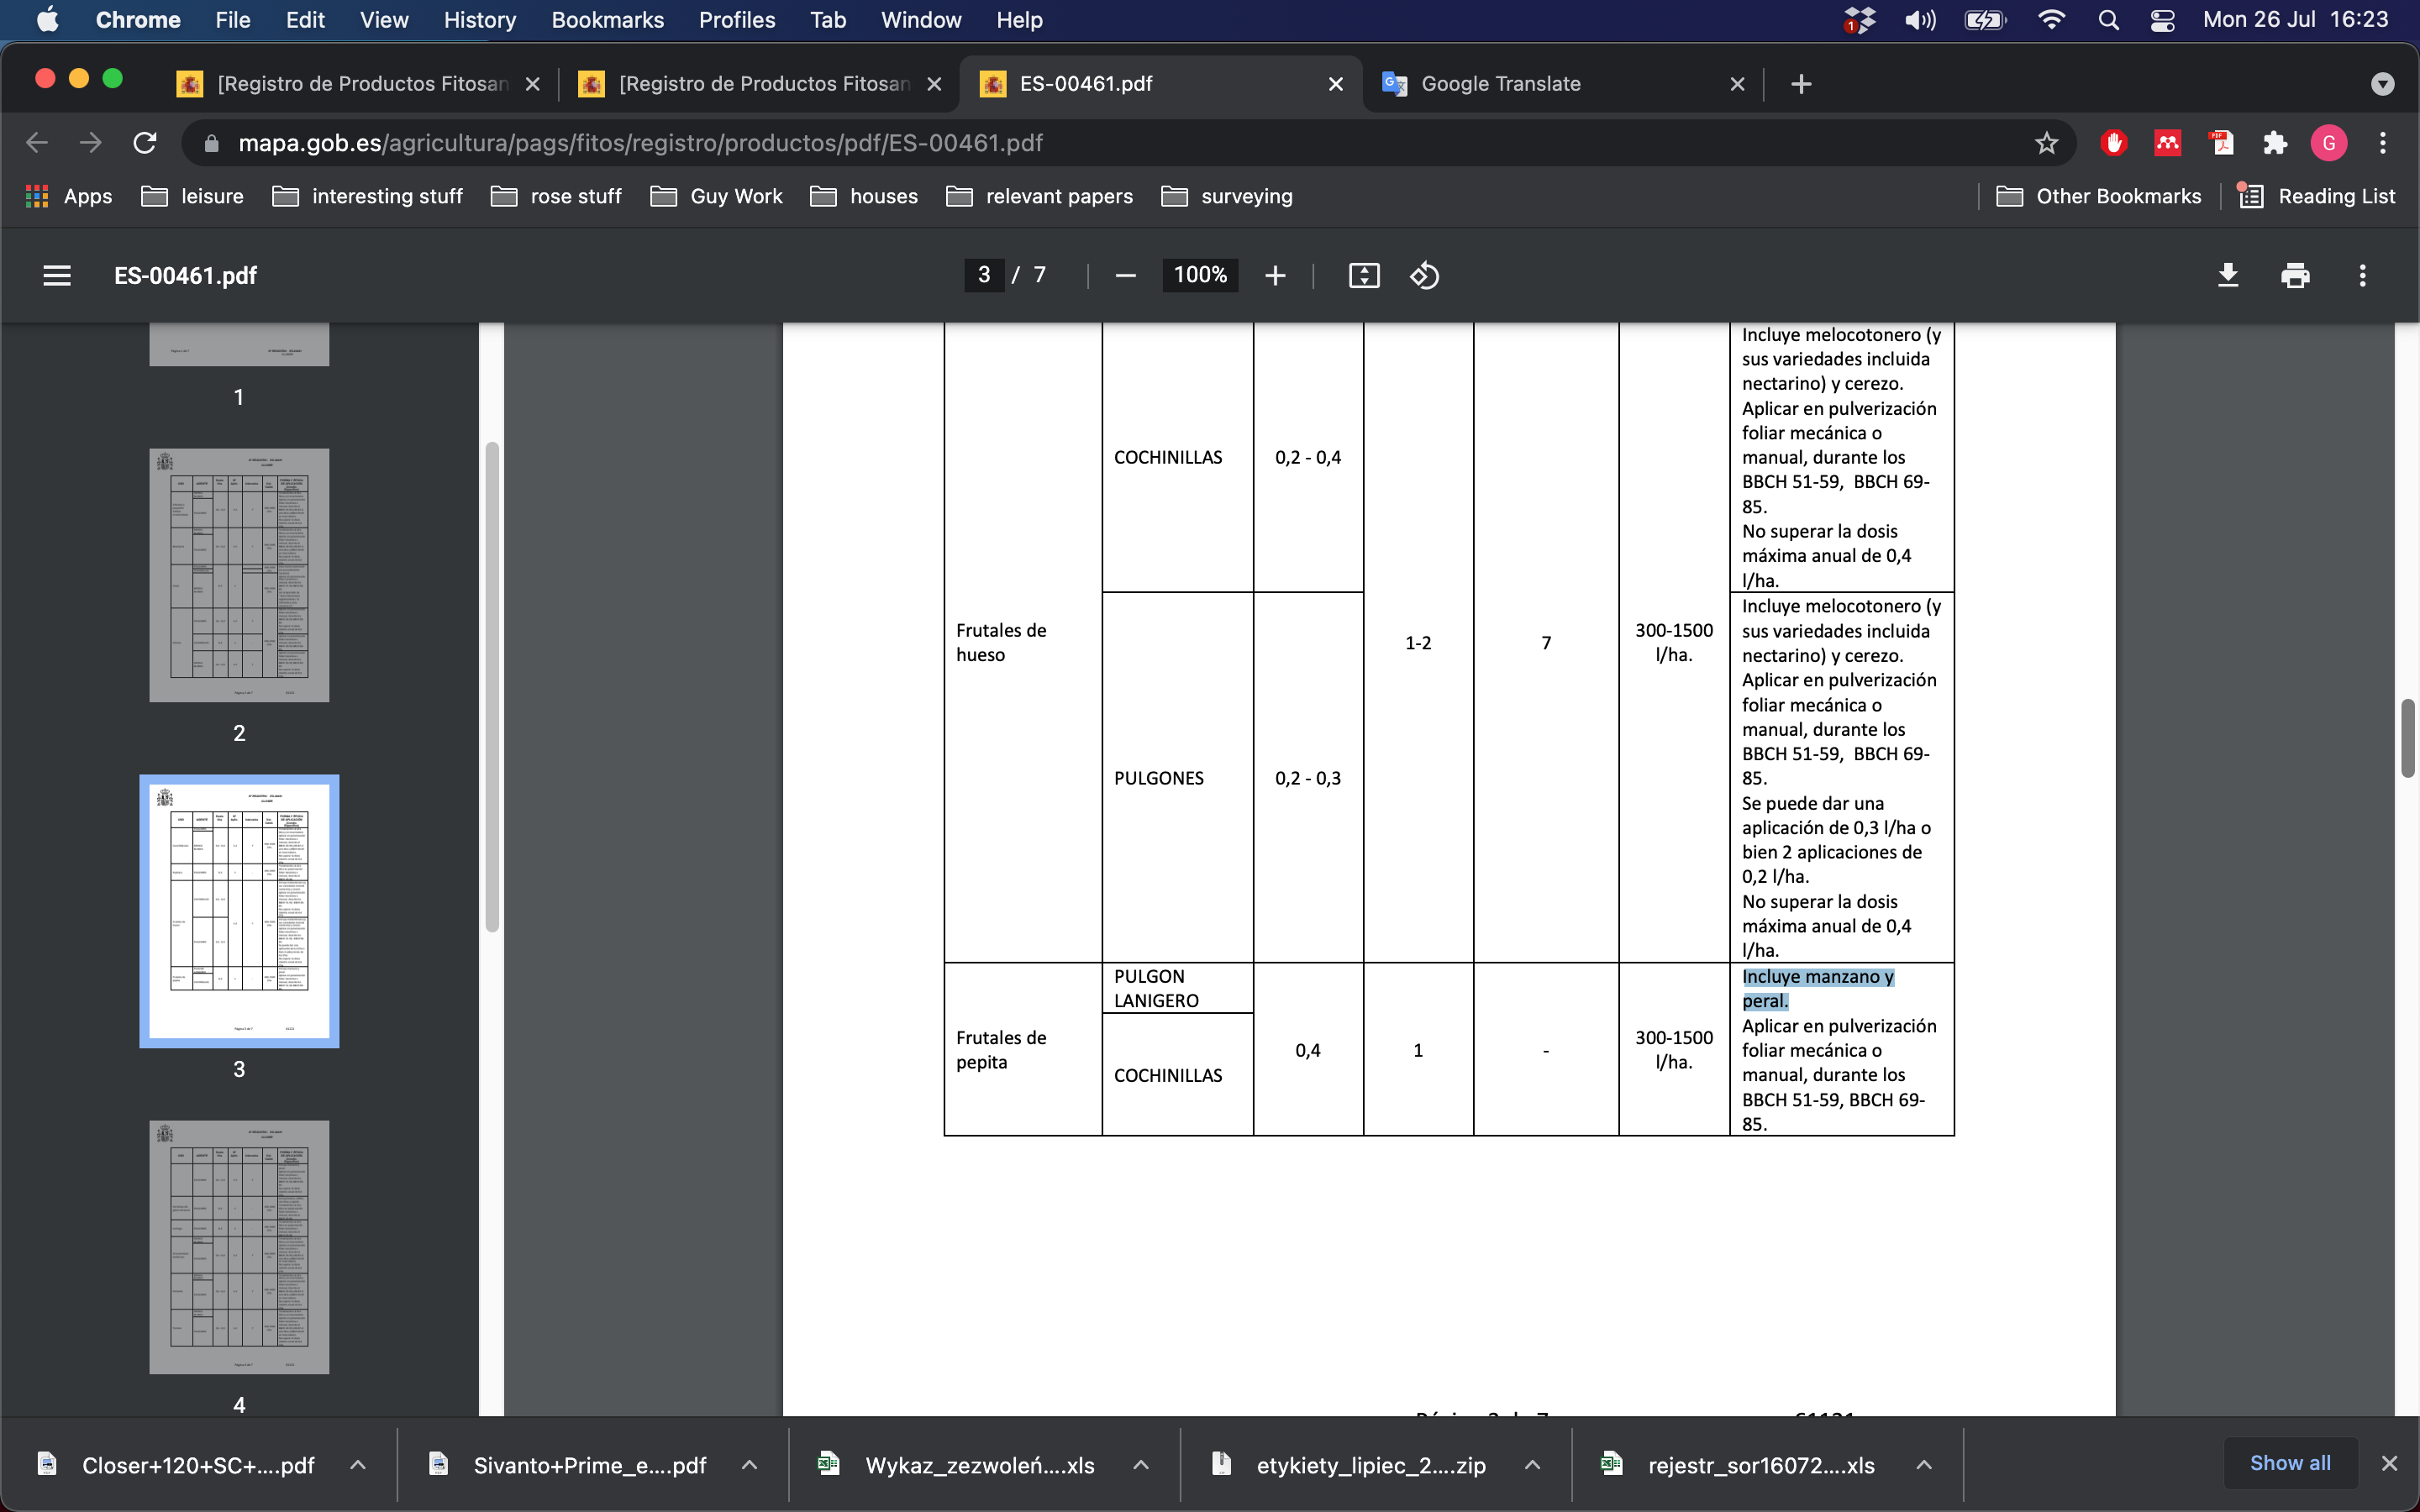 Chrome File Edit View History Bookmarks Profiles Tab Window Help 1 Mon 26 Jul 16:23
[Registro de Productos Fitosan
[Registro de Productos Fitosan
ES-00461.pdf
Google Translate
mapa.gob.es/agricultura/pags/fitos/registro/productos/pdf/ES-00461.pdf
G
Apps leisure interesting stuff rose stuff Guy Work houses relevant papers surveying Other Bookmarks Reading List
ES-00461.pdf
3 / 7
100%
1
2
3
4
Frutales de
hueso
COCHINILLAS
0,2 - 0,4
1-2
7
300-1500
l/ha.
Incluye melocotonero (y
sus variedades incluida
nectarino) y cerezo.
Aplicar en pulverización
foliar mecánica o
manual, durante los
BBCH 51-59, BBCH 69-
85.
No superar la dosis
máxima anual de 0,4
l/ha.
PULGONES
0,2 - 0,3
Incluye melocotonero (y
sus variedades incluida
nectarino) y cerezo.
Aplicar en pulverización
foliar mecánica o
manual, durante los
BBCH 51-59, BBCH 69-
85.
Se puede dar una
aplicación de 0,3 l/ha o
bien 2 aplicaciones de
0,2 l/ha.
No superar la dosis
máxima anual de 0,4
l/ha.
Frutales de
pepita
PULGON
LANIGERO
COCHINILLAS
0,4
1
-
300-1500
l/ha.
Incluye manzano y
peral.
Aplicar en pulverización
foliar mecánica o
manual, durante los
BBCH 51-59, BBCH 69-
85.
Closer+120+SC+....pdf
Sivanto+Prime_e....pdf
Wykaz_zezwoleń....xls
etykiety_lipiec_2....zip
rejestr_sor16072....xls
Show all